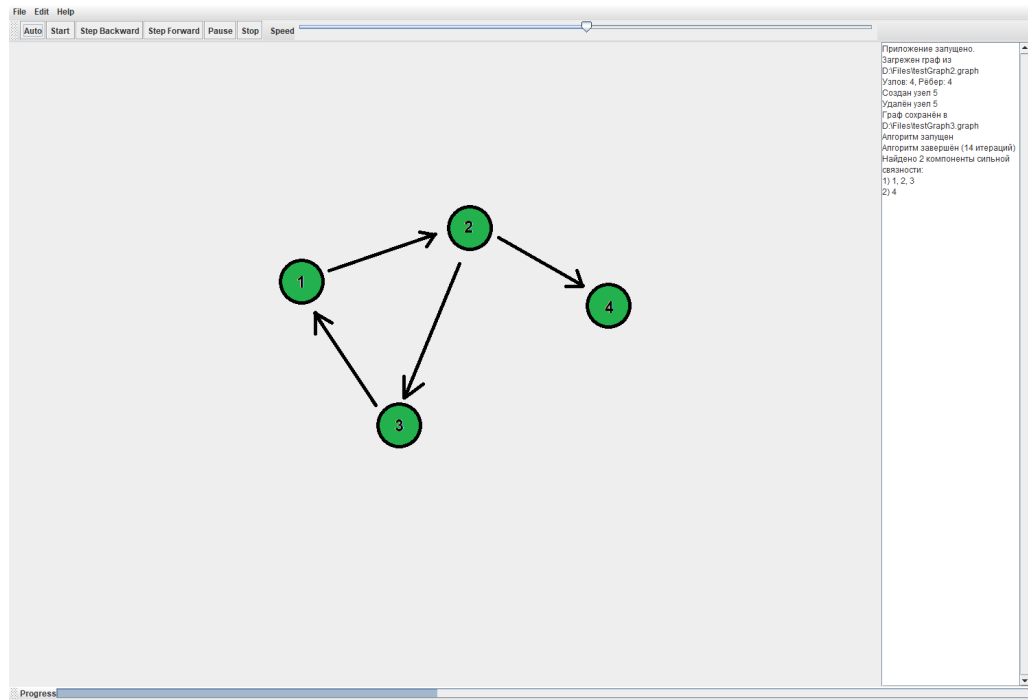 File Edit Help
Auto Start Step Backward Step Forward Pause Stop Speed
Приложение запущено.
Загрежен граф из
D:\Files\testGraph2.graph
Узлов: 4, Рёбер: 4
Создан узел 5
Удалён узел 5
Граф сохранён в
D:\Files\testGraph3.graph
Алгоритм запущен
Алгоритм завершён (14 итераций)
Найдено 2 компоненты сильной
связности:
1) 1, 2, 3
2) 4
2
1
4
3
Progress